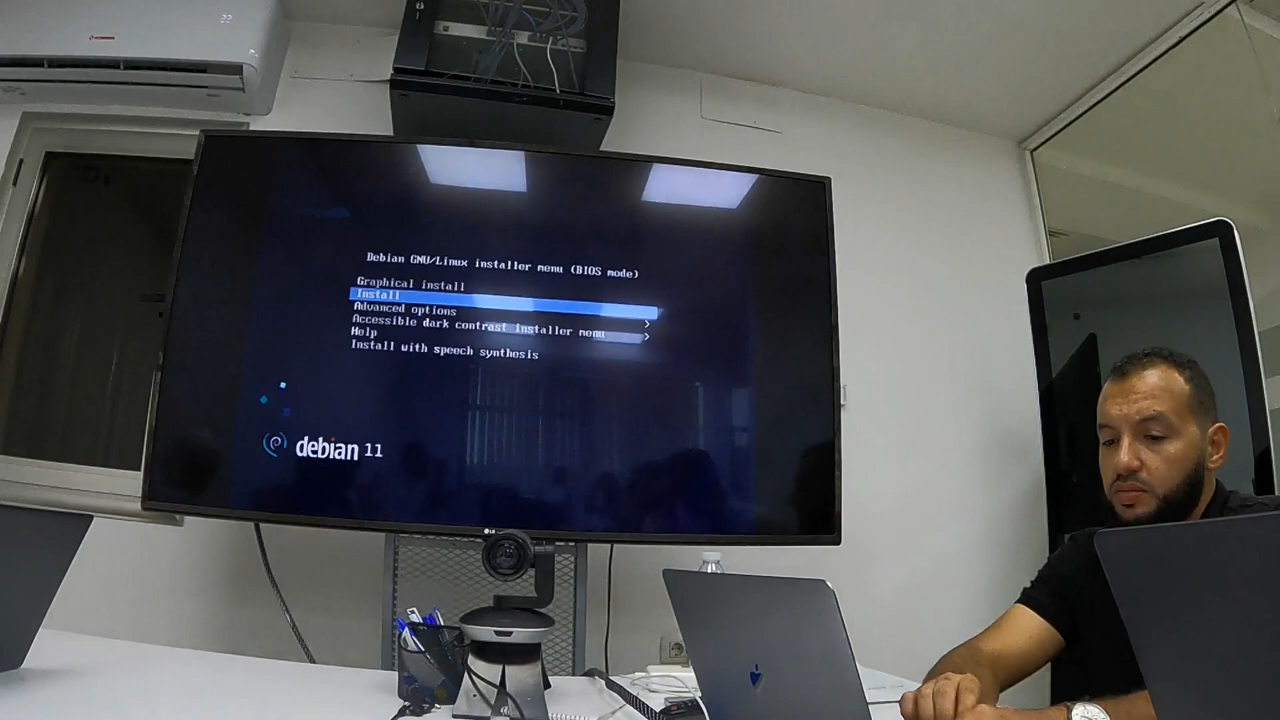 Debian GNU/Linux installer menu (BIOS mode)
Graphical install
Install
Advanced options
Accessible dark contrast installer menu
Help
Install with speech synthesis
debian 11
LG